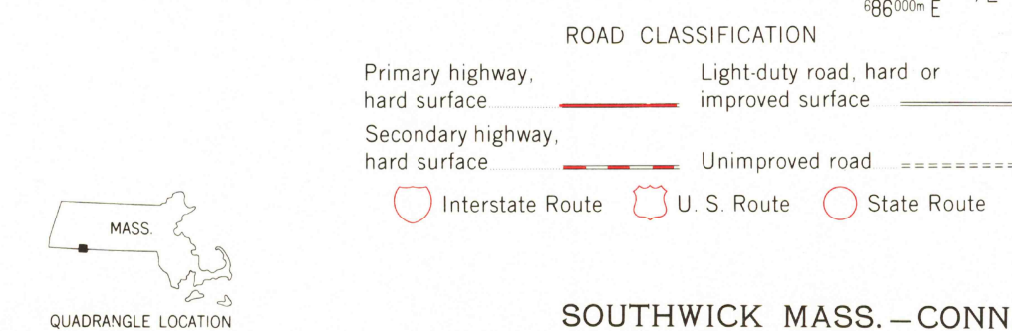 686000m E
ROAD CLASSIFICATION
Primary highway,
hard surface
Light-duty road, hard or
improved surface
Secondary highway,
hard surface
Unimproved road
Interstate Route
U. S. Route
State Route
MASS.
QUADRANGLE LOCATION
SOUTHWICK MASS.–CONN